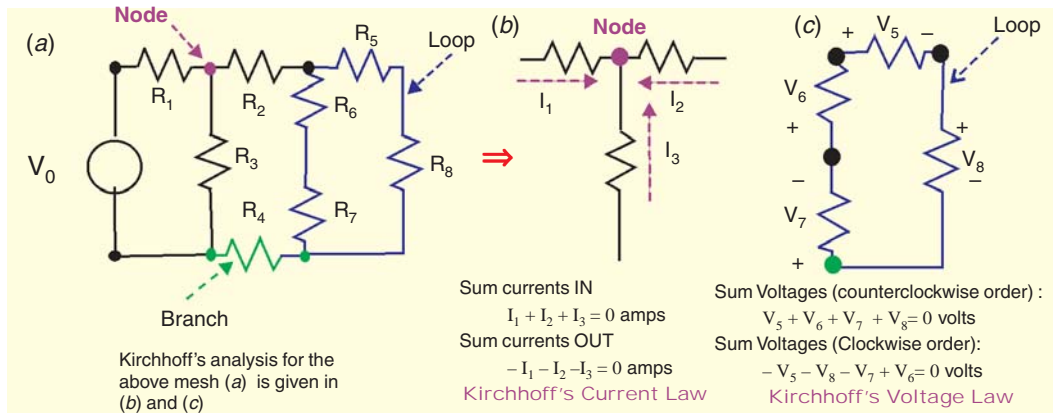 (a)
Node
R₁
R₂
R₅
Loop
R₆
R₃
R₈
V₀
R₄
R₇
Branch
Kirchhoff's analysis for the
above mesh (a) is given in
(b) and (c)
⇒
(b)
Node
I₁
I₂
I₃
Sum currents IN
I₁ + I₂ + I₃ = 0 amps
Sum currents OUT
– I₁ – I₂ –I₃ = 0 amps
Kirchhoff's Current Law
(c)
+ V₅ –
Loop
V₆
+
+
V₈
–
–
V₇
+
Sum Voltages (counterclockwise order) :
V₅ + V₆ + V₇ + V₈= 0 volts
Sum Voltages (Clockwise order):
– V₅ – V₈ – V₇ + V₆= 0 volts
Kirchhoff's Voltage Law